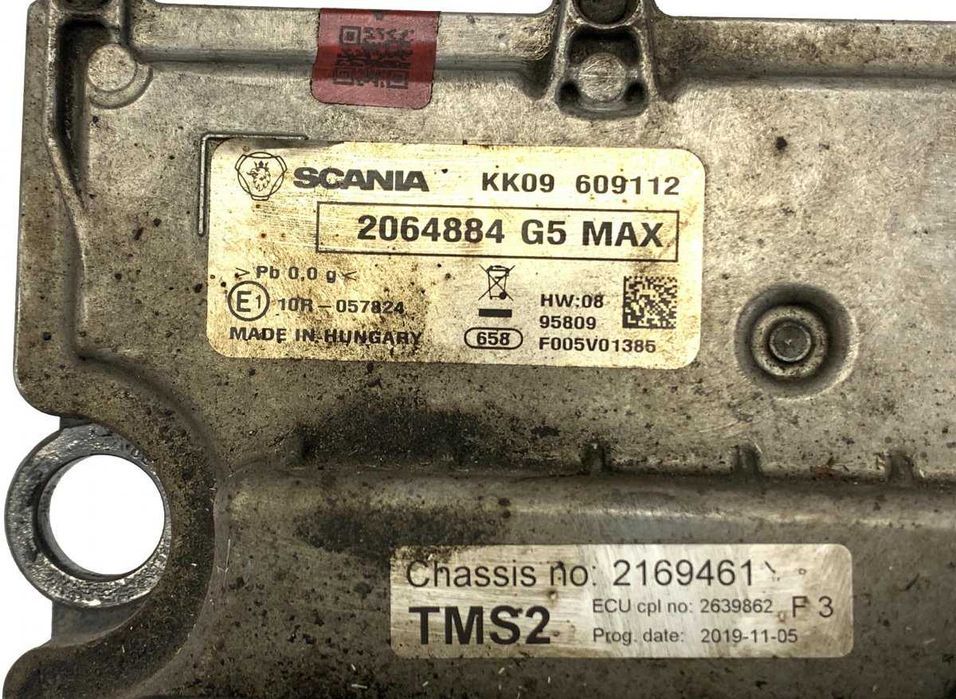 SCANIA KK09 609112
2064884 G5 MAX
> Pb 0.0 g <
E1 10R - 057824
HW:08
95809
MADE IN HUNGARY 658 F005V01386
Chassis no: 2169461
TMS2 ECU cpl no: 2639862 F 3
Prog. date: 2019-11-05